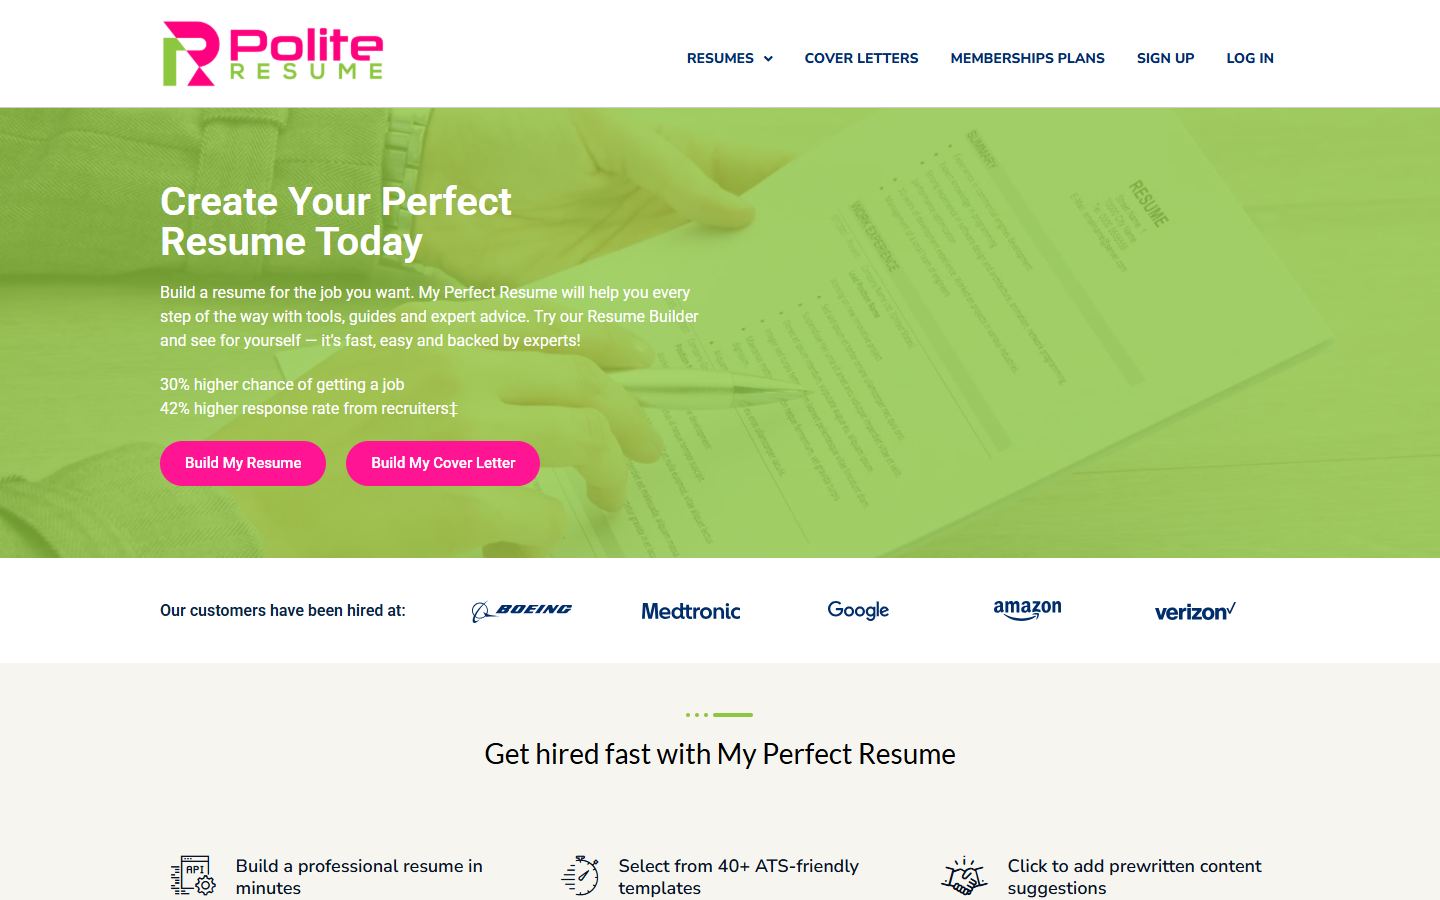 Polite
RESUME
RESUMES
COVER LETTERS
MEMBERSHIPS PLANS
SIGN UP
LOG IN
Create Your Perfect
Resume Today
Build a resume for the job you want. My Perfect Resume will help you every
step of the way with tools, guides and expert advice. Try our Resume Builder
and see for yourself — it's fast, easy and backed by experts!
30% higher chance of getting a job
42% higher response rate from recruiters‡
Build My Resume
Build My Cover Letter
RESUME
SUMMARY
WORK EXPERIENCE
Our customers have been hired at:
BOEING
Medtronic
Google
amazon
verizon✓
Get hired fast with My Perfect Resume
API
Build a professional resume in
minutes
Select from 40+ ATS-friendly
templates
Click to add prewritten content
suggestions